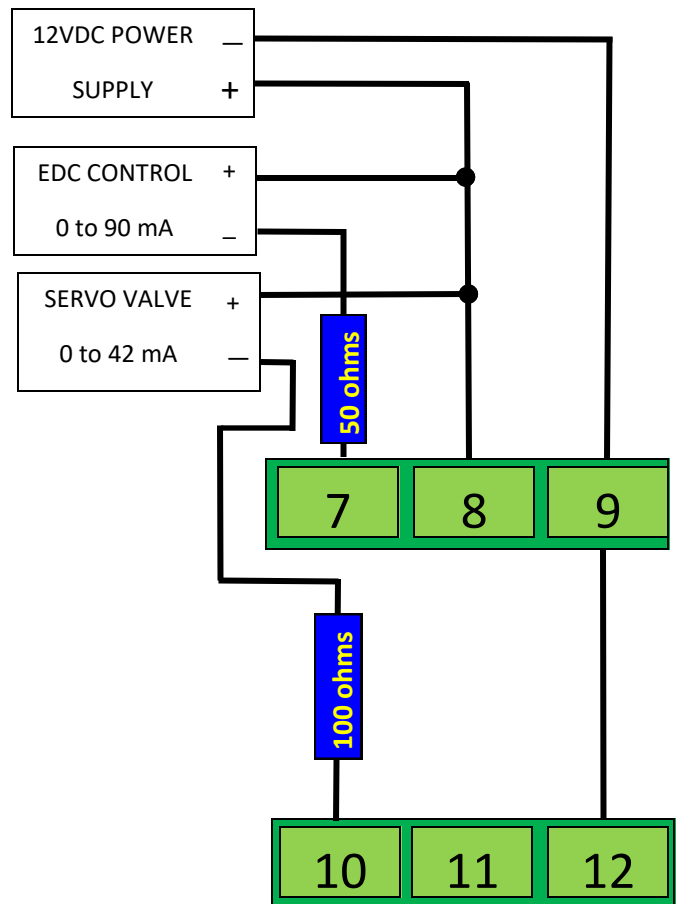 12VDC POWER –
SUPPLY +
EDC CONTROL +
0 to 90 mA –
SERVO VALVE +
0 to 42 mA –
50 ohms
7 8 9
100 ohms
10 11 12